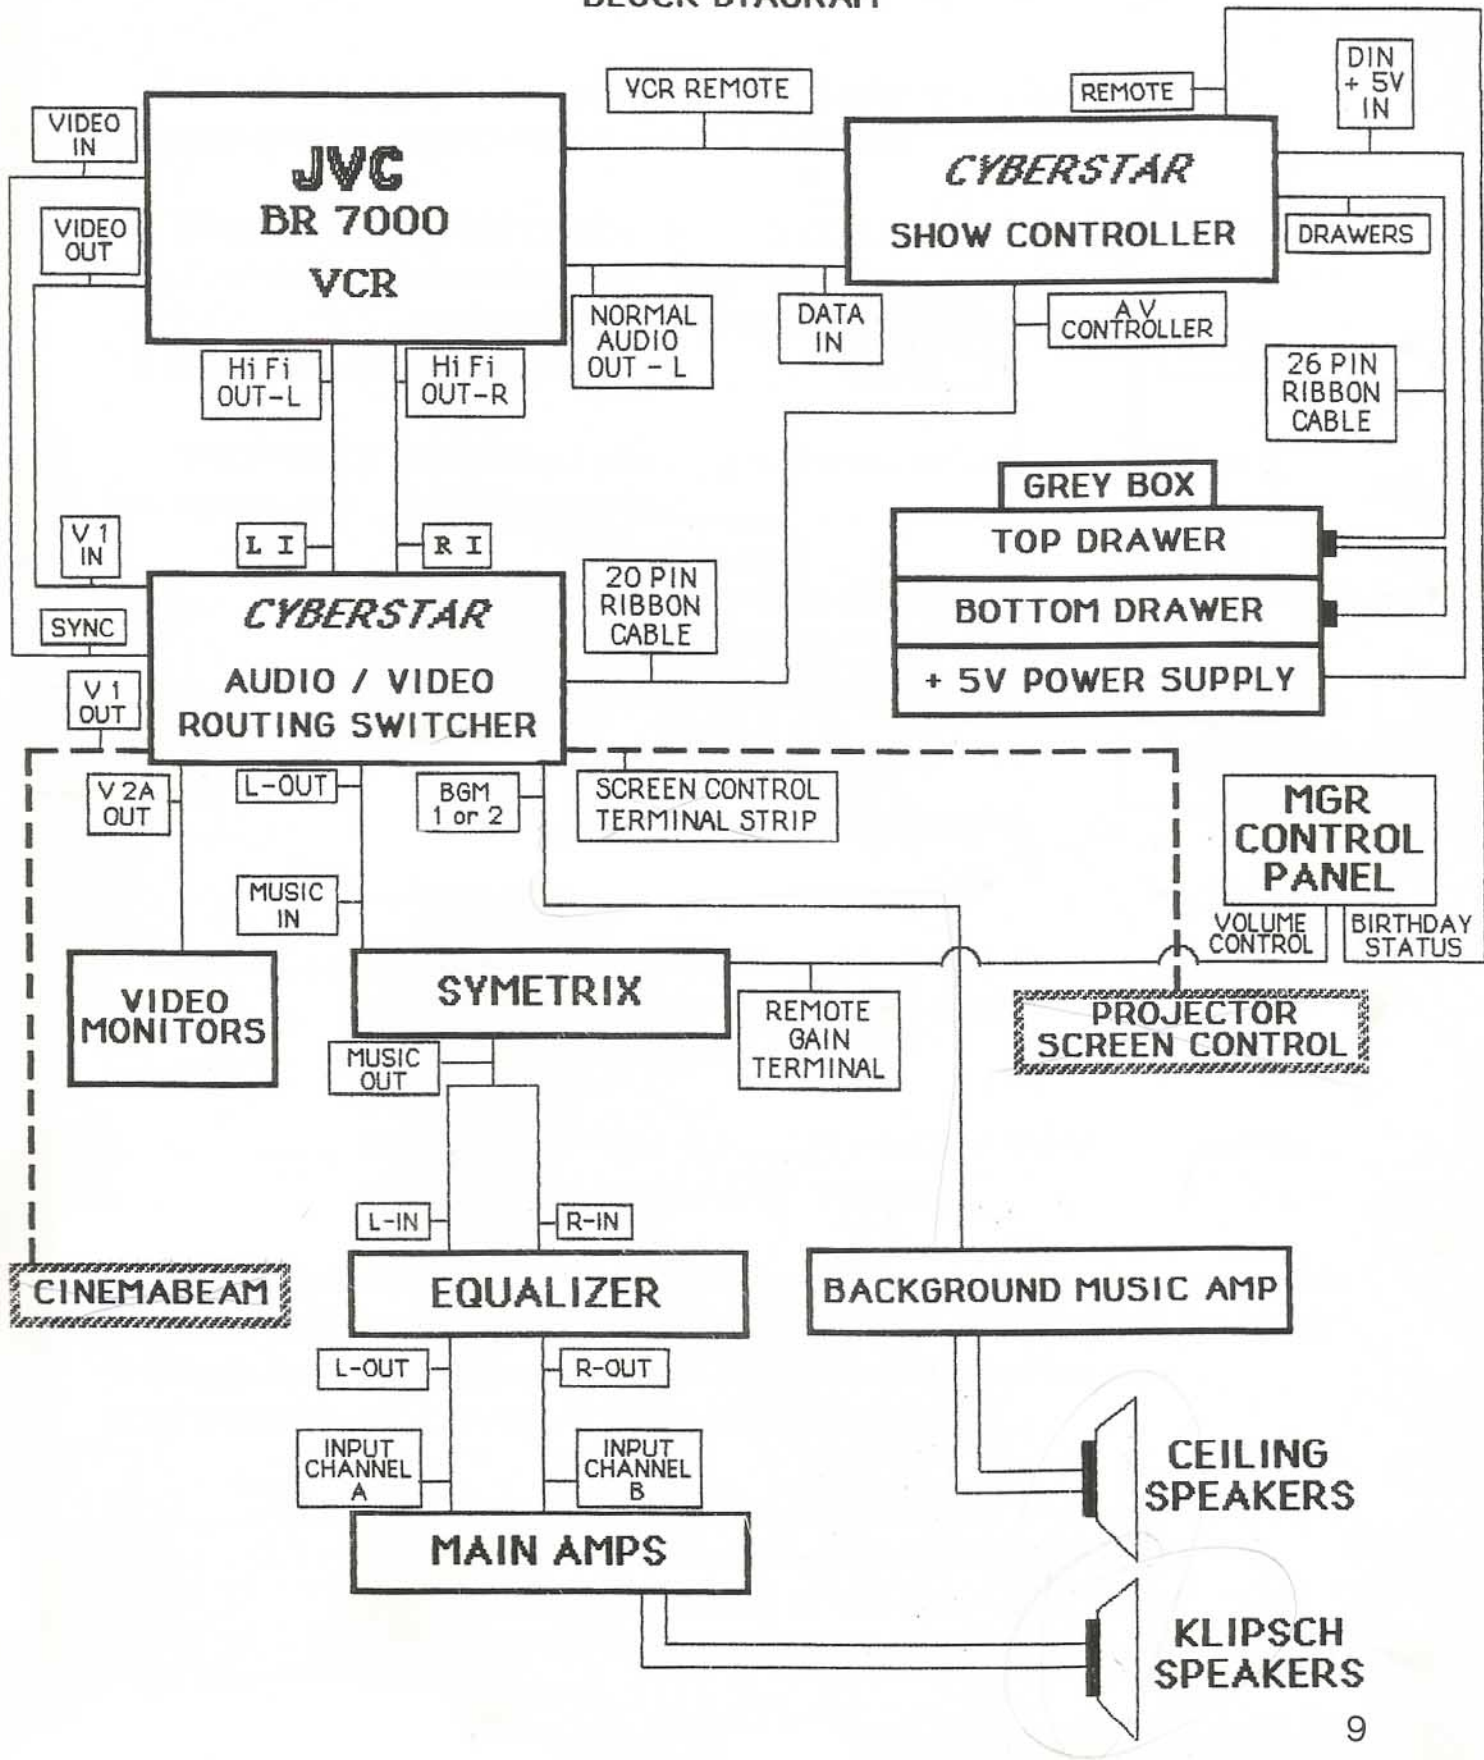 BLOCK DIAGRAM
VIDEO
IN
VIDEO
OUT
JVC
BR 7000
VCR
VCR REMOTE
REMOTE
DIN
+ 5V
IN
CYBERSTAR
SHOW CONTROLLER
DRAWERS
NORMAL
AUDIO
OUT - L
DATA
IN
A V
CONTROLLER
HiFi
OUT-L
HiFi
OUT-R
26 PIN
RIBBON
CABLE
GREY BOX
TOP DRAWER
BOTTOM DRAWER
+ 5V POWER SUPPLY
V 1
IN
L I
R I
20 PIN
RIBBON
CABLE
SYNC
V 1
OUT
CYBERSTAR
AUDIO / VIDEO
ROUTING SWITCHER
V 2A
OUT
L-OUT
BGM
1 or 2
SCREEN CONTROL
TERMINAL STRIP
MGR
CONTROL
PANEL
VOLUME
CONTROL
BIRTHDAY
STATUS
MUSIC
IN
VIDEO
MONITORS
SYMETRIX
REMOTE
GAIN
TERMINAL
PROJECTOR
SCREEN CONTROL
MUSIC
OUT
L-IN
R-IN
CINEMABEAM
EQUALIZER
BACKGROUND MUSIC AMP
L-OUT
R-OUT
INPUT
CHANNEL
A
INPUT
CHANNEL
B
CEILING
SPEAKERS
MAIN AMPS
KLIPSCH
SPEAKERS
9